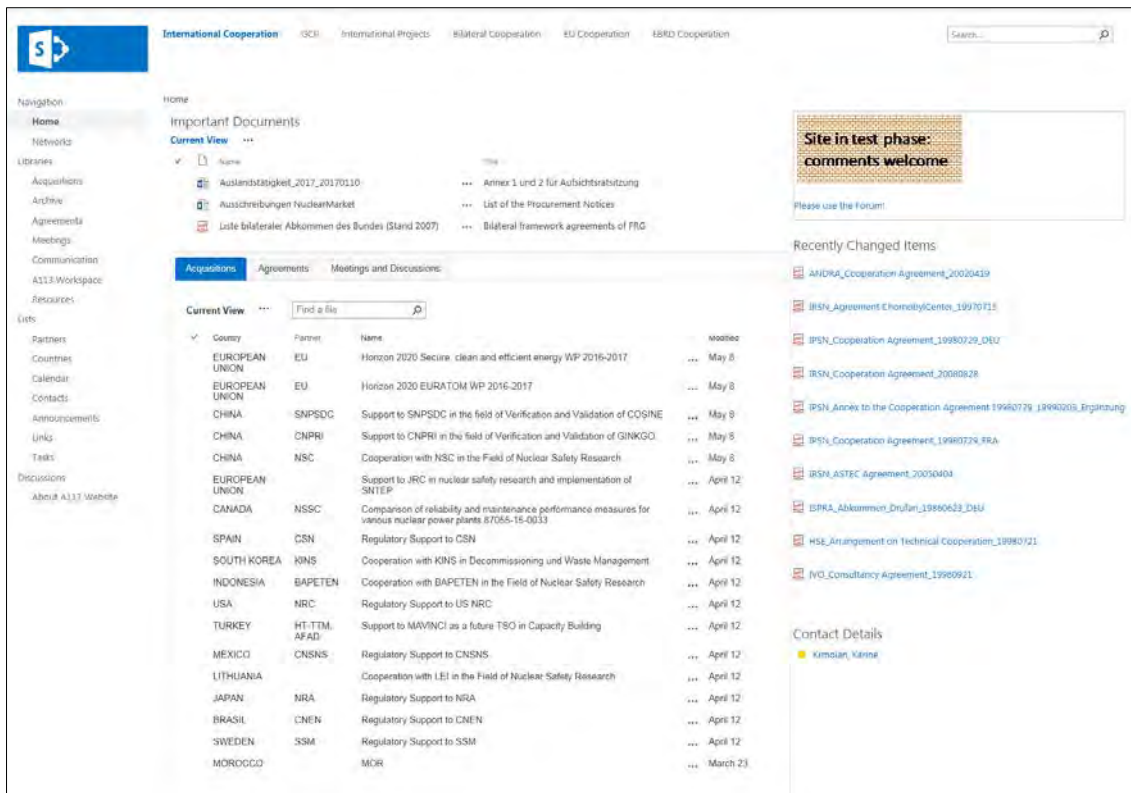 S
International Cooperation
International Projects
Bilateral Cooperation
EU Cooperation
EBRD Cooperation
Search...
Navigation
Home
Networks
Libraries
Acquisitions
Archive
Agreements
Meetings
Communication
A113 Workspace
Resources
Lists
Partners
Countries
Calendar
Contacts
Announcements
Links
Tasks
Discussions
About A117 Website
Home
Important Documents
Current View ...
Name Title
Auslandstätigkeit_2017_20170110 ... Annex 1 und 2 für Aufsichtsratsitzung
Ausschreibungen NuclearMarket ... List of the Procurement Notices
Liste bilateraler Abkommen des Bundes (Stand 2007) ... Bilateral framework agreements of FRG
Acquisitions Agreements Meetings and Discussions
Current View ... Find a file
Country Partner Name Modified
EUROPEAN UNION EU Horizon 2020 Secure, clean and efficient energy WP 2016-2017 ... May 8
EUROPEAN UNION EU Horizon 2020 EURATOM WP 2016-2017 ... May 8
CHINA SNPSDC Support to SNPSDC in the field of Verification and Validation of COSINE ... May 8
CHINA CNPRI Support to CNPRI in the field of Verification and Validation of GINKGO ... May 8
CHINA NSC Cooperation with NSC in the Field of Nuclear Safety Research ... May 8
EUROPEAN UNION Support to JRC in nuclear safety research and implementation of SNTEP ... April 12
CANADA NSSC Comparison of reliability and maintenance performance measures for various nuclear power plants 87055-15-0033 ... April 12
SPAIN CSN Regulatory Support to CSN ... April 12
SOUTH KOREA KINS Cooperation with KINS in Decommissioning und Waste Management ... April 12
INDONESIA BAPETEN Cooperation with BAPETEN in the Field of Nuclear Safety Research ... April 12
USA NRC Regulatory Support to US NRC ... April 12
TURKEY HT-TTM, AFAD Support to MAVINCI as a future TSO in Capacity Building ... April 12
MEXICO CNSNS Regulatory Support to CNSNS ... April 12
LITHUANIA Cooperation with LEI in the Field of Nuclear Safety Research ... April 12
JAPAN NRA Regulatory Support to NRA ... April 12
BRASIL CNEN Regulatory Support to CNEN ... April 12
SWEDEN SSM Regulatory Support to SSM ... April 12
MOROCCO MOR ... March 23
Site in test phase:
comments welcome
Please use the Forum!
Recently Changed Items
ANDRA_Cooperation Agreement_20020419
IRSN_Agreement ChornobylCenter_19970715
IPSN_Cooperation Agreement_19980729_DEU
IRSN_Cooperation Agreement_20080828
IPSN_Annex to the Cooperation Agreement 19980729_19990203_Ergänzung
IPSN_Cooperation Agreement_19980729_FRA
IRSN_ASTEC Agreement_20050404
ISPRA_Abkommen_Drufan_19860623_DEU
HSE_Arrangement on Technical Cooperation_19980721
IVO_Consultancy Agreement_19960921
Contact Details